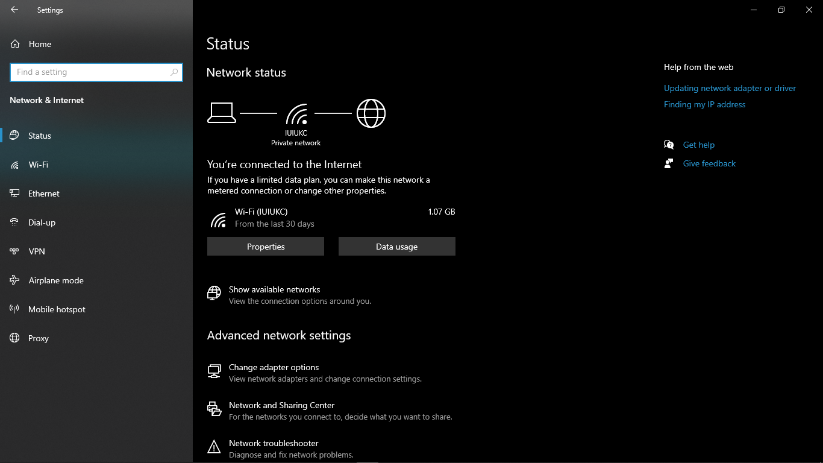 Settings
Home
Find a setting
Network & Internet
Status
Wi-Fi
Ethernet
Dial-up
VPN
Airplane mode
Mobile hotspot
Proxy
Status
Network status
IUIUKC
Private network
You're connected to the Internet
If you have a limited data plan, you can make this network a
metered connection or change other properties.
Wi-Fi (IUIUKC)
1.07 GB
From the last 30 days
Properties
Data usage
Show available networks
View the connection options around you.
Advanced network settings
Change adapter options
View network adapters and change connection settings.
Network and Sharing Center
For the networks you connect to, decide what you want to share.
Network troubleshooter
Diagnose and fix network problems.
Help from the web
Updating network adapter or driver
Finding my IP address
Get help
Give feedback